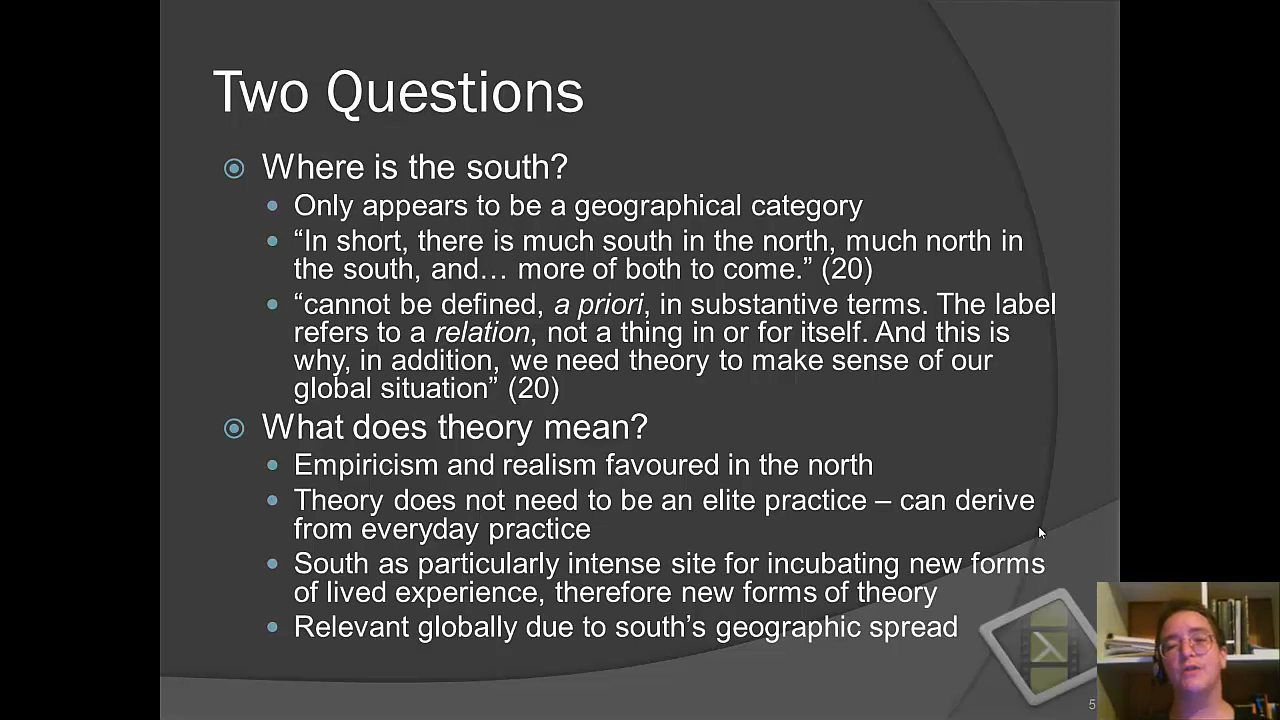 Two Questions
Where is the south?
Only appears to be a geographical category
“In short, there is much south in the north, much north in
the south, and… more of both to come.” (20)
“cannot be defined, a priori, in substantive terms. The label
refers to a relation, not a thing in or for itself. And this is
why, in addition, we need theory to make sense of our
global situation” (20)
What does theory mean?
Empiricism and realism favoured in the north
Theory does not need to be an elite practice – can derive
from everyday practice
South as particularly intense site for incubating new forms
of lived experience, therefore new forms of theory
Relevant globally due to south’s geographic spread
5